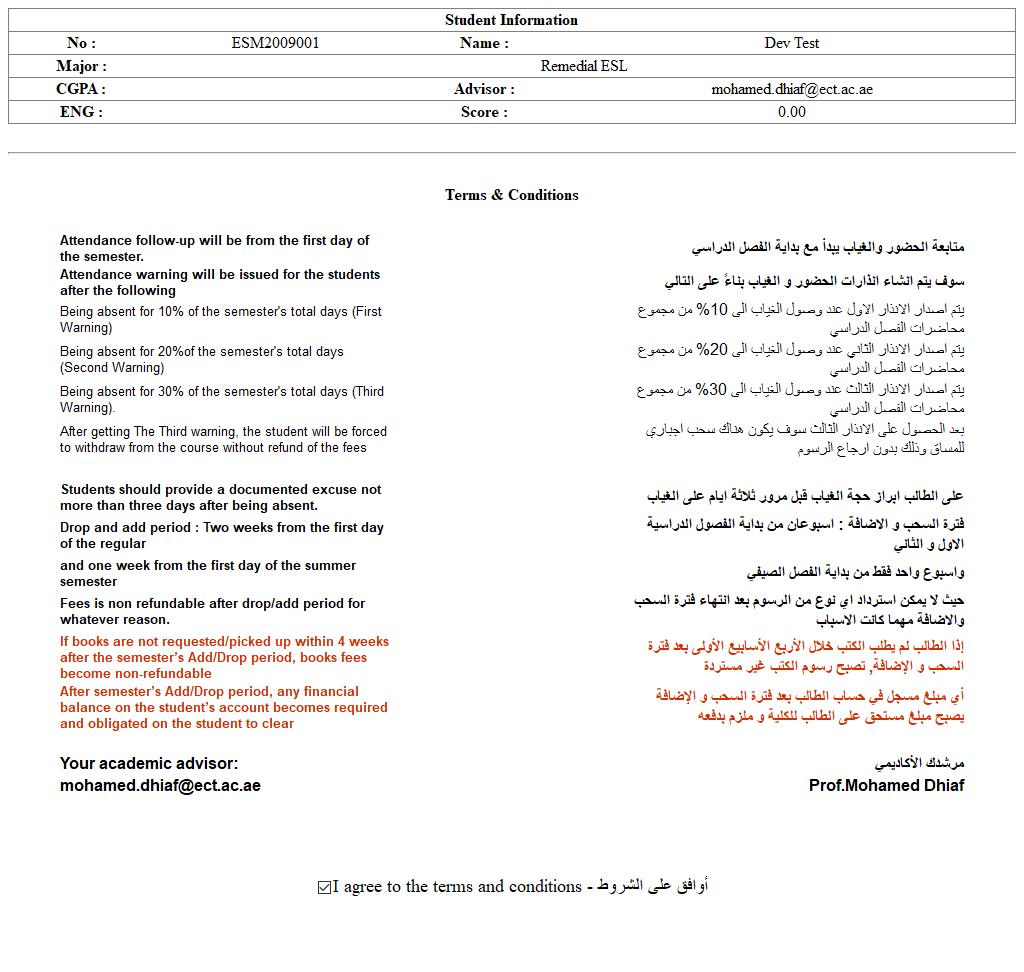 Student Information
No : ESM2009001 Name : Dev Test
Major : Remedial ESL
CGPA : Advisor : mohamed.dhiaf@ect.ac.ae
ENG : Score : 0.00
Terms & Conditions
Attendance follow-up will be from the first day of
the semester.
متابعة الحضور والغياب يبدأ مع بداية الفصل الدراسي
Attendance warning will be issued for the students
after the following
سوف يتم انشاء انذارات الحضور و الغياب بناءً على التالي
Being absent for 10% of the semester's total days (First
Warning)
يتم اصدار الانذار الاول عند وصول الغياب الى 10% من مجموع
محاضرات الفصل الدراسي
Being absent for 20%of the semester's total days
(Second Warning)
يتم اصدار الانذار الثاني عند وصول الغياب الى 20% من مجموع
محاضرات الفصل الدراسي
Being absent for 30% of the semester's total days (Third
Warning).
يتم اصدار الانذار الثالث عند وصول الغياب الى 30% من مجموع
محاضرات الفصل الدراسي
After getting The Third warning, the student will be forced
to withdraw from the course without refund of the fees
بعد الحصول على الانذار الثالث سوف يكون هناك سحب اجباري
للمساق وذلك بدون ارجاع الرسوم
Students should provide a documented excuse not
more than three days after being absent.
على الطالب ابراز حجة الغياب قبل مرور ثلاثة ايام على الغياب
Drop and add period : Two weeks from the first day
of the regular
فترة السحب و الاضافة : اسبوعان من بداية الفصول الدراسية
الاول و الثاني
and one week from the first day of the summer
semester
واسبوع واحد فقط من بداية الفصل الصيفي
Fees is non refundable after drop/add period for
whatever reason.
حيث لا يمكن استرداد اي نوع من الرسوم بعد انتهاء فترة السحب
والاضافة مهما كانت الاسباب
If books are not requested/picked up within 4 weeks
after the semester’s Add/Drop period, books fees
become non-refundable
إذا الطالب لم يطلب الكتب خلال الأربع الأسابيع الأولى بعد فترة
السحب و الإضافة, تصبح رسوم الكتب غير مستردة
After semester’s Add/Drop period, any financial
balance on the student’s account becomes required
and obligated on the student to clear
أي مبلغ مسجل في حساب الطالب بعد فترة السحب و الإضافة
يصبح مبلغ مستحق على الطالب للكلية و ملزم بدفعه
Your academic advisor:
mohamed.dhiaf@ect.ac.ae
مرشدك الأكاديمي
Prof.Mohamed Dhiaf
I agree to the terms and conditions - أوافق على الشروط